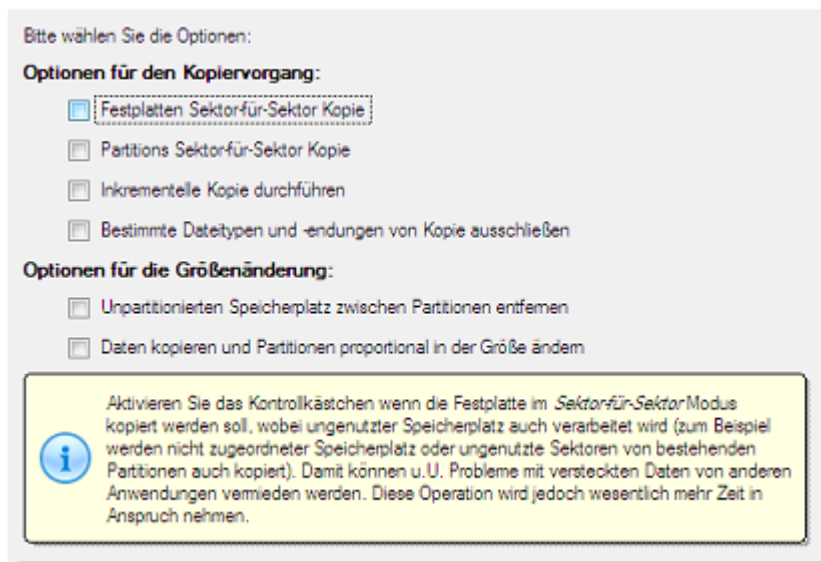 Bitte wählen Sie die Optionen:
Optionen für den Kopiervorgang:
Festplatten Sektor-für-Sektor Kopie
Partitions Sektor-für-Sektor Kopie
Inkrementelle Kopie durchführen
Bestimmte Dateitypen und -endungen von Kopie ausschließen
Optionen für die Größenänderung:
Unpartitionierten Speicherplatz zwischen Partitionen entfernen
Daten kopieren und Partitionen proportional in der Größe ändern
Aktivieren Sie das Kontrollkästchen wenn die Festplatte im Sektor-für-Sektor Modus
kopiert werden soll, wobei ungenutzter Speicherplatz auch verarbeitet wird (zum Beispiel
werden nicht zugeordneter Speicherplatz oder ungenutzte Sektoren von bestehenden
Partitionen auch kopiert). Damit können u.U. Probleme mit versteckten Daten von anderen
Anwendungen vermieden werden. Diese Operation wird jedoch wesentlich mehr Zeit in
Anspruch nehmen.